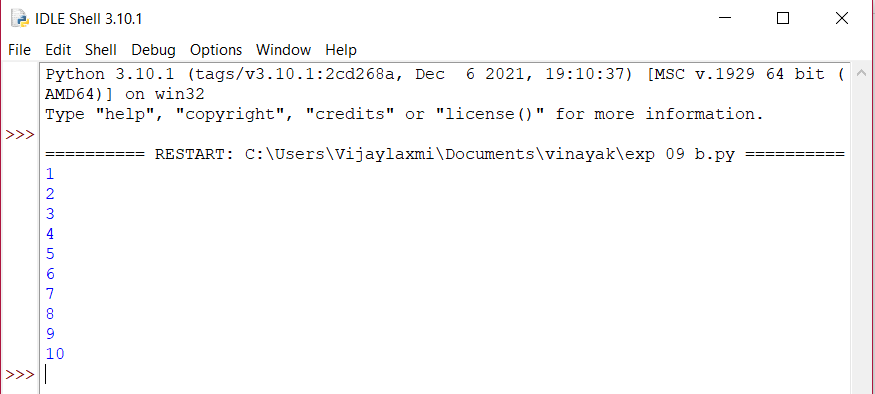 IDLE Shell 3.10.1
File Edit Shell Debug Options Window Help
Python 3.10.1 (tags/v3.10.1:2cd268a, Dec  6 2021, 19:10:37) [MSC v.1929 64 bit (
AMD64)] on win32
Type "help", "copyright", "credits" or "license()" for more information.
>>>
========== RESTART: C:\Users\Vijaylaxmi\Documents\vinayak\exp 09 b.py ==========
1
2
3
4
5
6
7
8
9
10
>>>